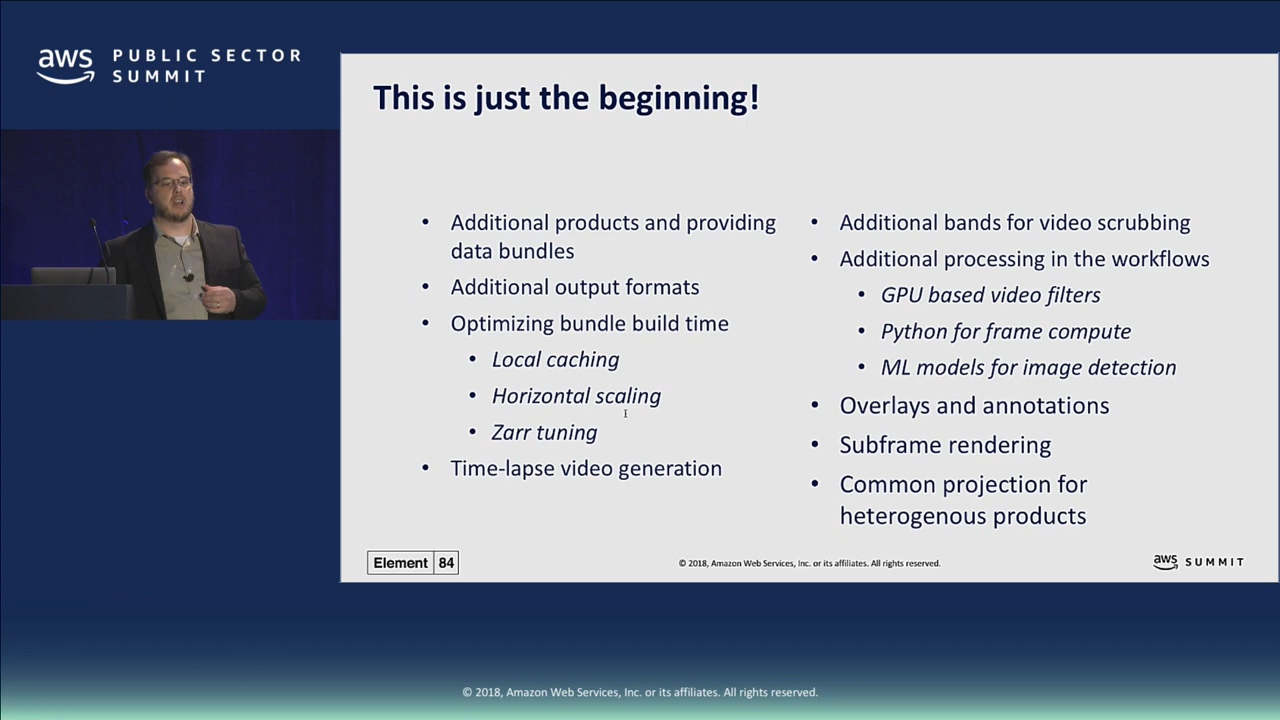 aws PUBLIC SECTOR
SUMMIT
This is just the beginning!
• Additional products and providing
data bundles
• Additional output formats
• Optimizing bundle build time
• Local caching
• Horizontal scaling
• Zarr tuning
• Time-lapse video generation
• Additional bands for video scrubbing
• Additional processing in the workflows
• GPU based video filters
• Python for frame compute
• ML models for image detection
• Overlays and annotations
• Subframe rendering
• Common projection for
heterogenous products
Element 84
© 2018, Amazon Web Services, Inc. or its affiliates. All rights reserved.
aws SUMMIT
© 2018, Amazon Web Services, Inc. or its affiliates. All rights reserved.